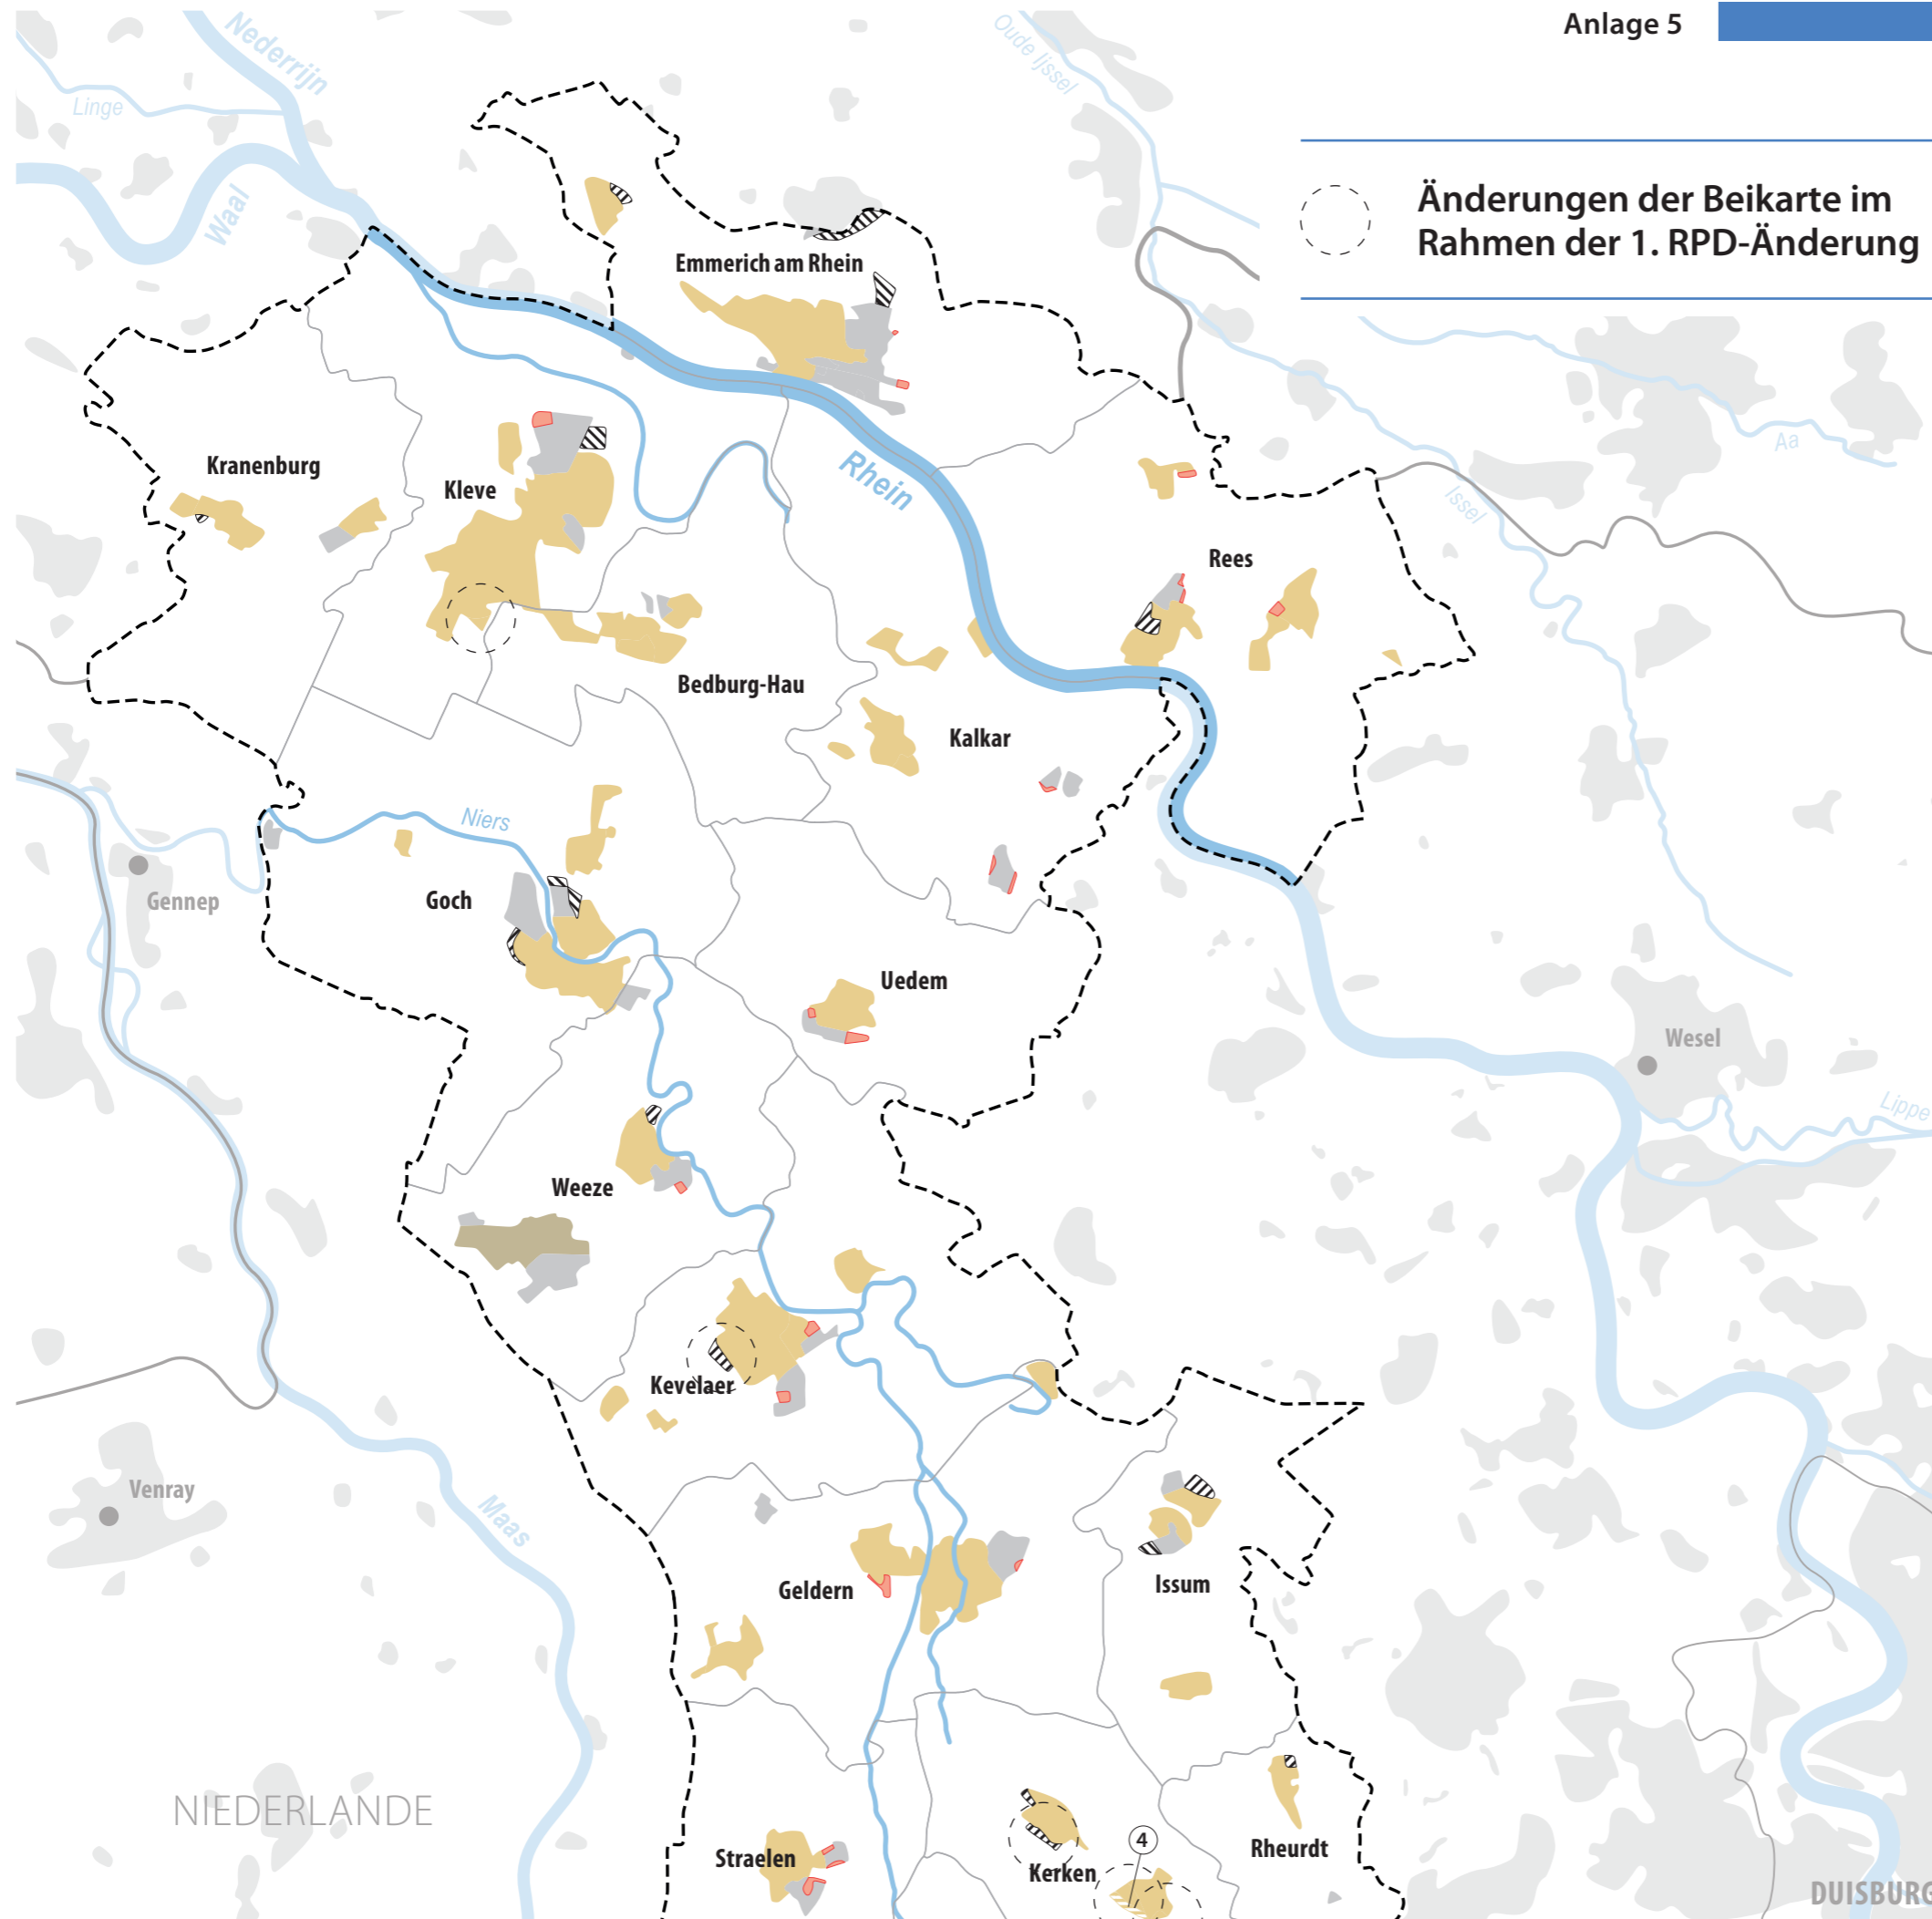 Anlage 5
Änderungen der Beikarte im
Rahmen der 1. RPD-Änderung
Nederrijn
Oude Ijssel
Linge
Waal
Emmerich am Rhein
Kranenburg
Kleve
Rhein
Aa
Issel
Rees
Bedburg-Hau
Kalkar
Niers
Gennep
Goch
Uedem
Wesel
Lippe
Weeze
Kevelaer
Venray
Maas
Geldern
Issum
NIEDERLANDE
Straelen
Kerken
4
Rheurdt
DUISBURG